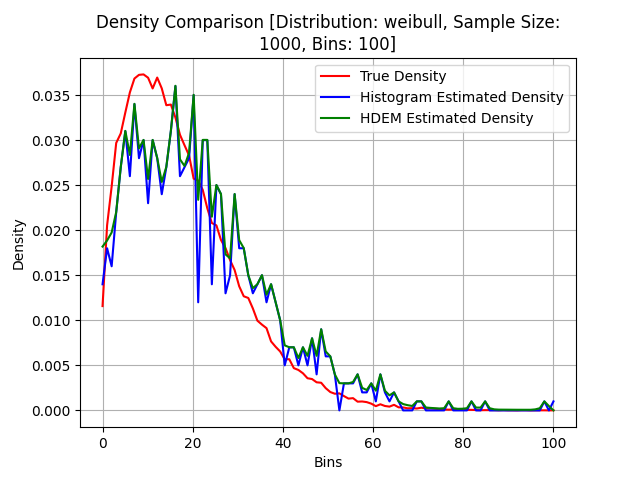 Density Comparison [Distribution: weibull, Sample Size:
1000, Bins: 100]
True Density
Histogram Estimated Density
HDEM Estimated Density
Density
0.035
0.030
0.025
0.020
0.015
0.010
0.005
0.000
0 20 40 60 80 100
Bins